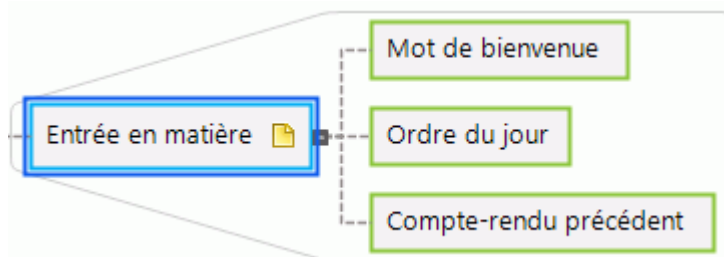 Mot de bienvenue
Entrée en matière
Ordre du jour
Compte-rendu précédent